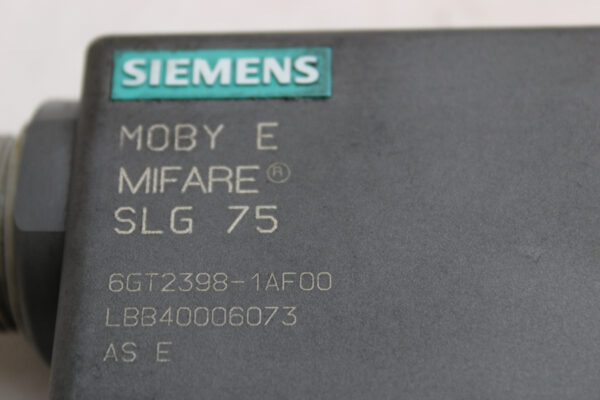 SIEMENS
MOBY E
MIFARE®
SLG 75
6GT2398-1AF00
LBB40006073
AS E